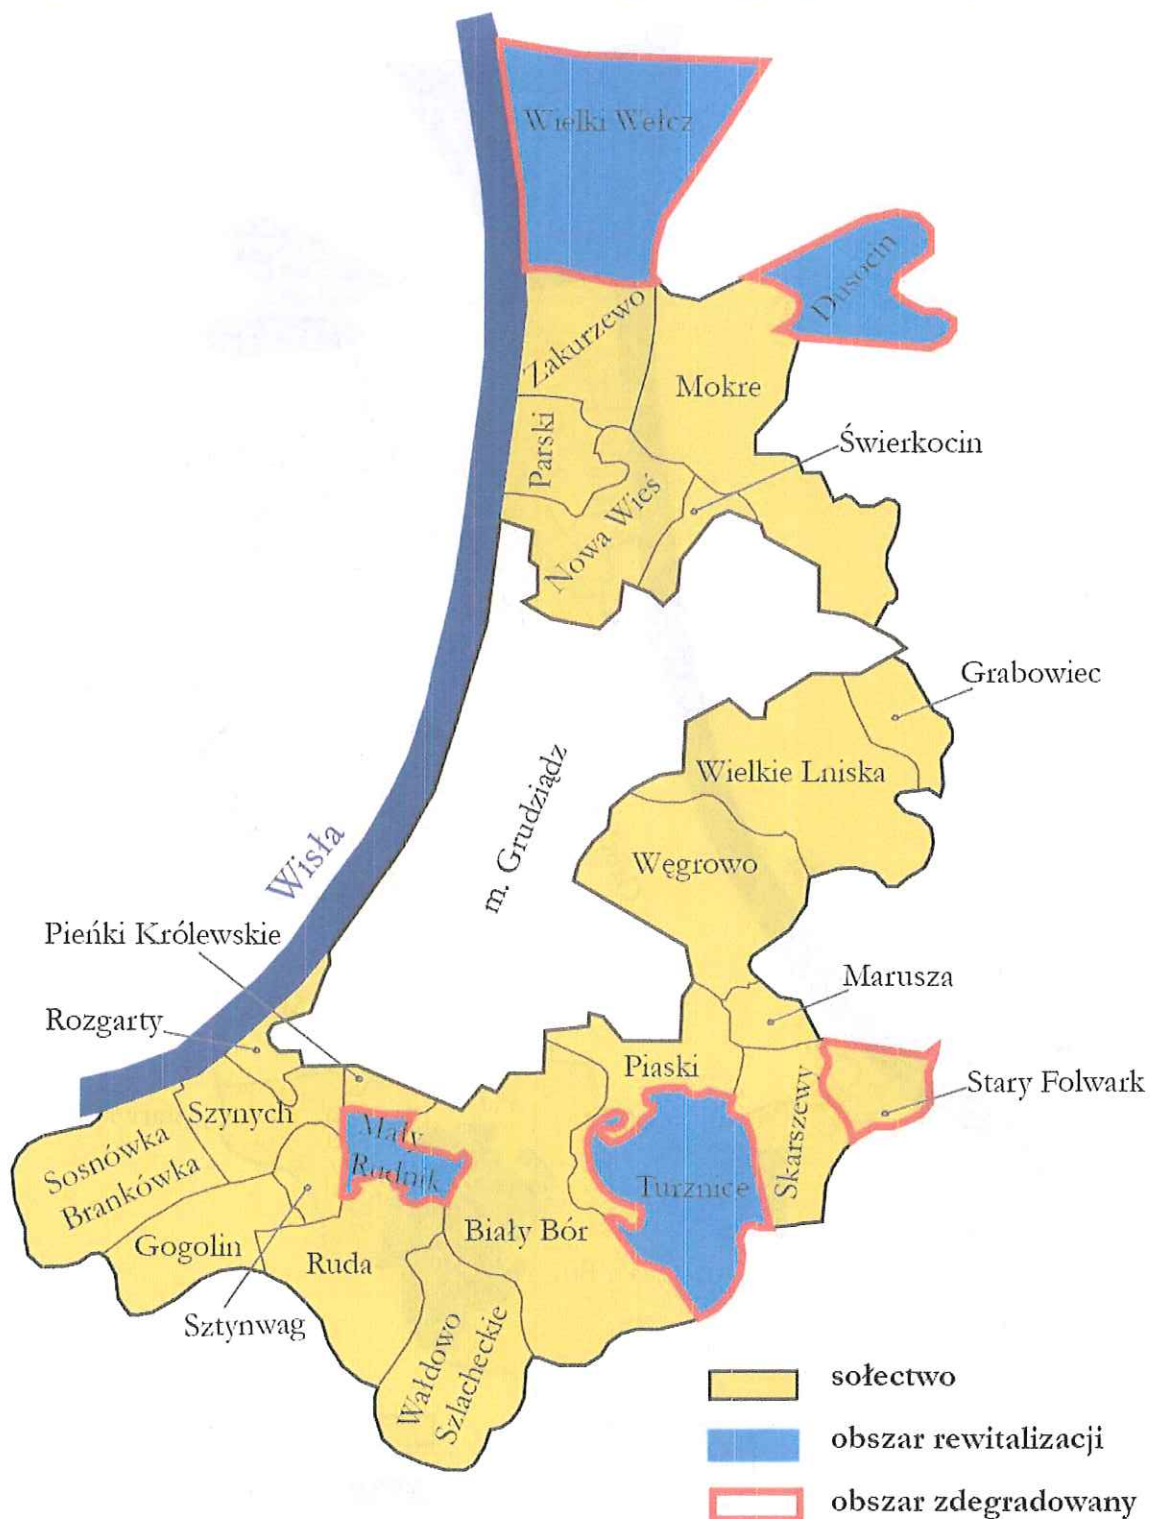 Wielki Wełcz
Dusocin
Zakurzewo
Mokre
Parski
Świerkocin
Nowa Wieś
Grabowiec
Wielkie Lniska
m. Grudziądz
Węgrowo
Wisła
Pieńki Królewskie
Marusza
Rozgarty
Piaski
Stary Folwark
Szynych
Mały
Rudnik
Skarszewy
Sosnówka
Brankówka
Turznice
Biały Bór
Gogolin
Ruda
Sztynwag
Wałdowo
Szlacheckie
sołectwo
obszar rewitalizacji
obszar zdegradowany